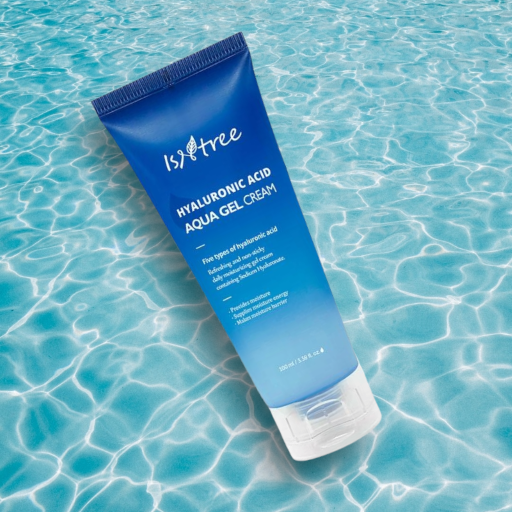 Isntree
HYALURONIC ACID
AQUA GEL CREAM
Five types of hyaluronic acid
Refreshing and non-sticky
daily moisturizing gel cream
containing Sodium Hyaluronate.
- Provides moisture
- Supplies moisture energy
- Makes moisture barrier
100 ml / 3.38 fl. oz